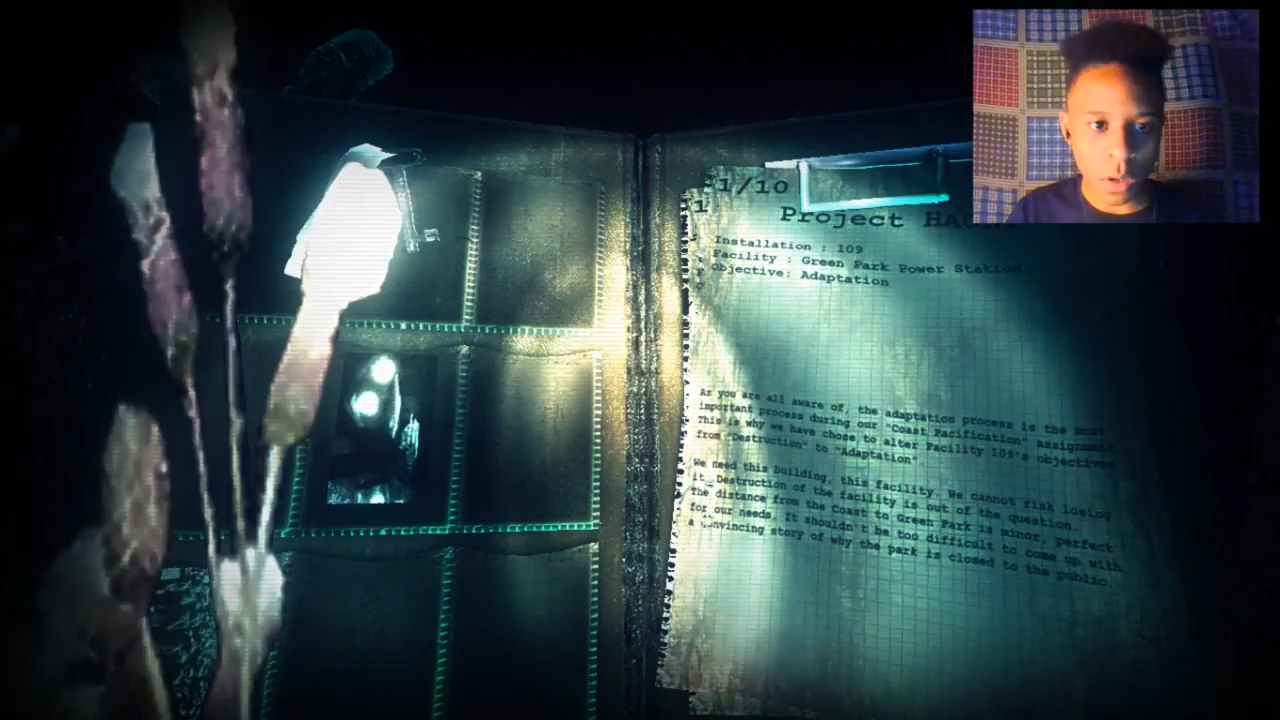 1/10
1
Project
Installation : 109
Facility : Green Park Power Station
Objective: Adaptation
As you are all aware of, the adaptation process is the most
important process during our "Coast Pacification" assignment.
This is why we have chose to alter Facility 109's objectives
from "Destruction" to "Adaptation".
We need this building, this facility. We cannot risk losing
it. Destruction of the facility is out of the question.
The distance from the Coast to Green Park is minor, perfect
for our needs. It shouldn't be too difficult to come up with
a convincing story of why the park is closed to the public.